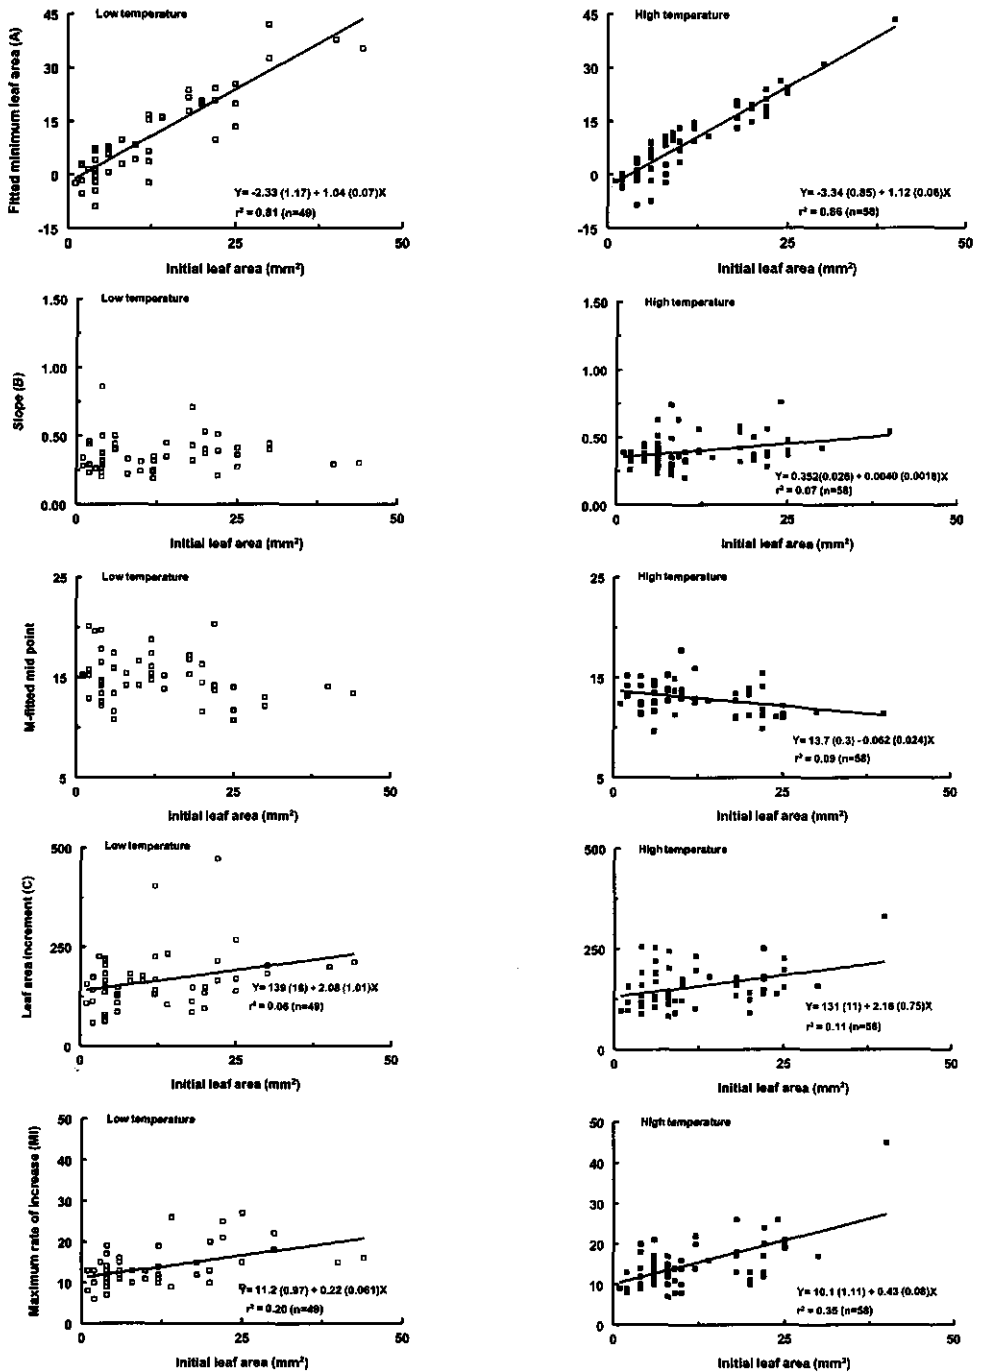 Low temperature
Fitted minimum leaf area (A)
45
30
15
0
-15
Y= -2.33 (1.17) + 1.04 (0.07)X
r² = 0.81 (n=49)
0 25 50
Initial leaf area (mm²)
High temperature
45
30
15
0
-15
Y= -3.34 (0.85) + 1.12 (0.06)X
r² = 0.86 (n=58)
0 25 50
Initial leaf area (mm²)
Low temperature
Slope (B)
1.50
1.00
0.50
0.00
0 25 50
Initial leaf area (mm²)
High temperature
1.50
1.00
0.50
0.00
Y= 0.352(0.026) + 0.0040 (0.0018)X
r² = 0.07 (n=58)
0 25 50
Initial leaf area (mm²)
Low temperature
M-fitted mid point
25
15
5
0 25 50
Initial leaf area (mm²)
High temperature
25
15
5
Y= 13.7 (0.3) -0.062 (0.024)X
r² = 0.09 (n=58)
0 25 50
Initial leaf area (mm²)
Low temperature
Leaf area increment (C)
500
250
0
Y= 139 (16) + 2.08 (1.01)X
r² = 0.06 (n=49)
0 25 50
Initial leaf area (mm²)
High temperature
500
250
0
Y= 131 (11) + 2.16 (0.75)X
r² = 0.11 (n=58)
0 25 50
Initial leaf area (mm²)
Low temperature
Maximum rate of increase (MI)
50
40
30
20
10
0
Y= 11.2 (0.97) + 0.22 (0.061)X
r² = 0.20 (n=49)
0 25 50
Initial leaf area (mm²)
High temperature
50
40
30
20
10
0
Y= 10.1 (1.11) + 0.43 (0.08)X
r² = 0.35 (n=58)
0 25 50
Initial leaf area (mm²)